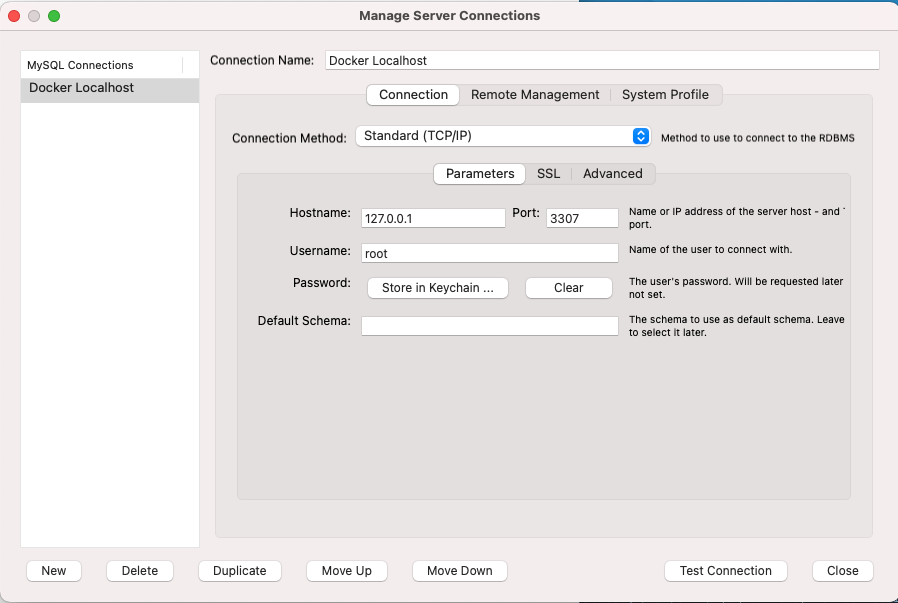 Manage Server Connections
MySQL Connections
Docker Localhost
Connection Name: Docker Localhost
Connection Remote Management System Profile
Connection Method: Standard (TCP/IP) Method to use to connect to the RDBMS
Parameters SSL Advanced
Hostname: 127.0.0.1 Port: 3307 Name or IP address of the server host - and
port.
Username: root Name of the user to connect with.
Password: Store in Keychain ... Clear The user's password. Will be requested later
not set.
Default Schema: The schema to use as default schema. Leave
to select it later.
New Delete Duplicate Move Up Move Down Test Connection Close